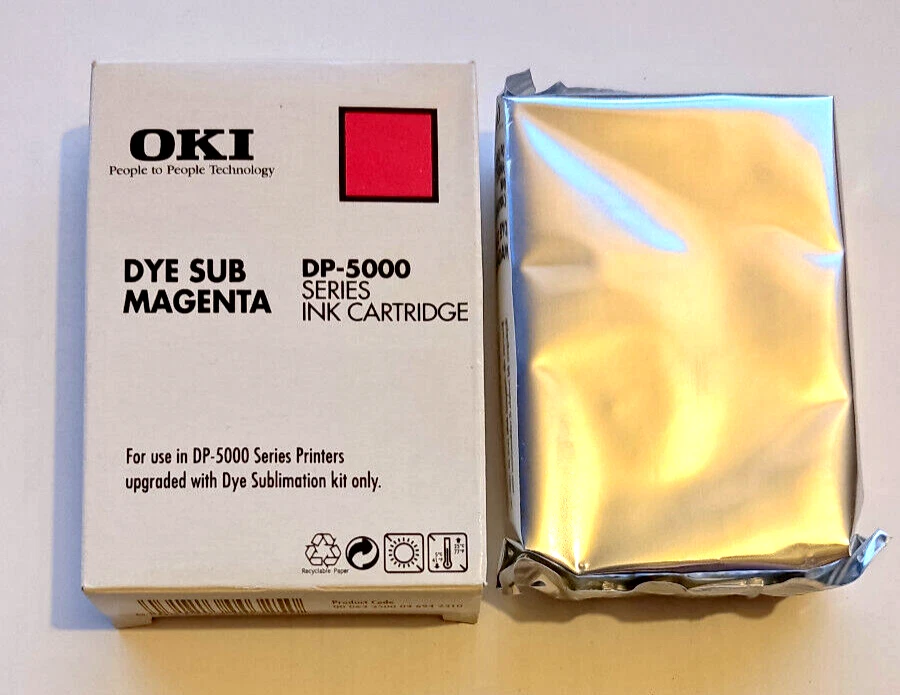 OKI
People to People Technology
DYE SUB
MAGENTA
DP-5000
SERIES
INK CARTRIDGE
For use in DP-5000 Series Printers
upgraded with Dye Sublimation kit only.
Recyclable Paper
Product Code